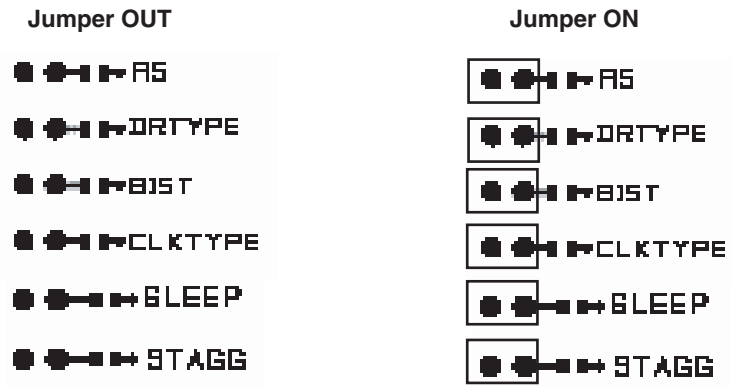 Jumper OUT
Jumper ON
AS
AS
DRTYPE
DRTYPE
BIST
BIST
CLKTYPE
CLKTYPE
SLEEP
SLEEP
STAGG
STAGG